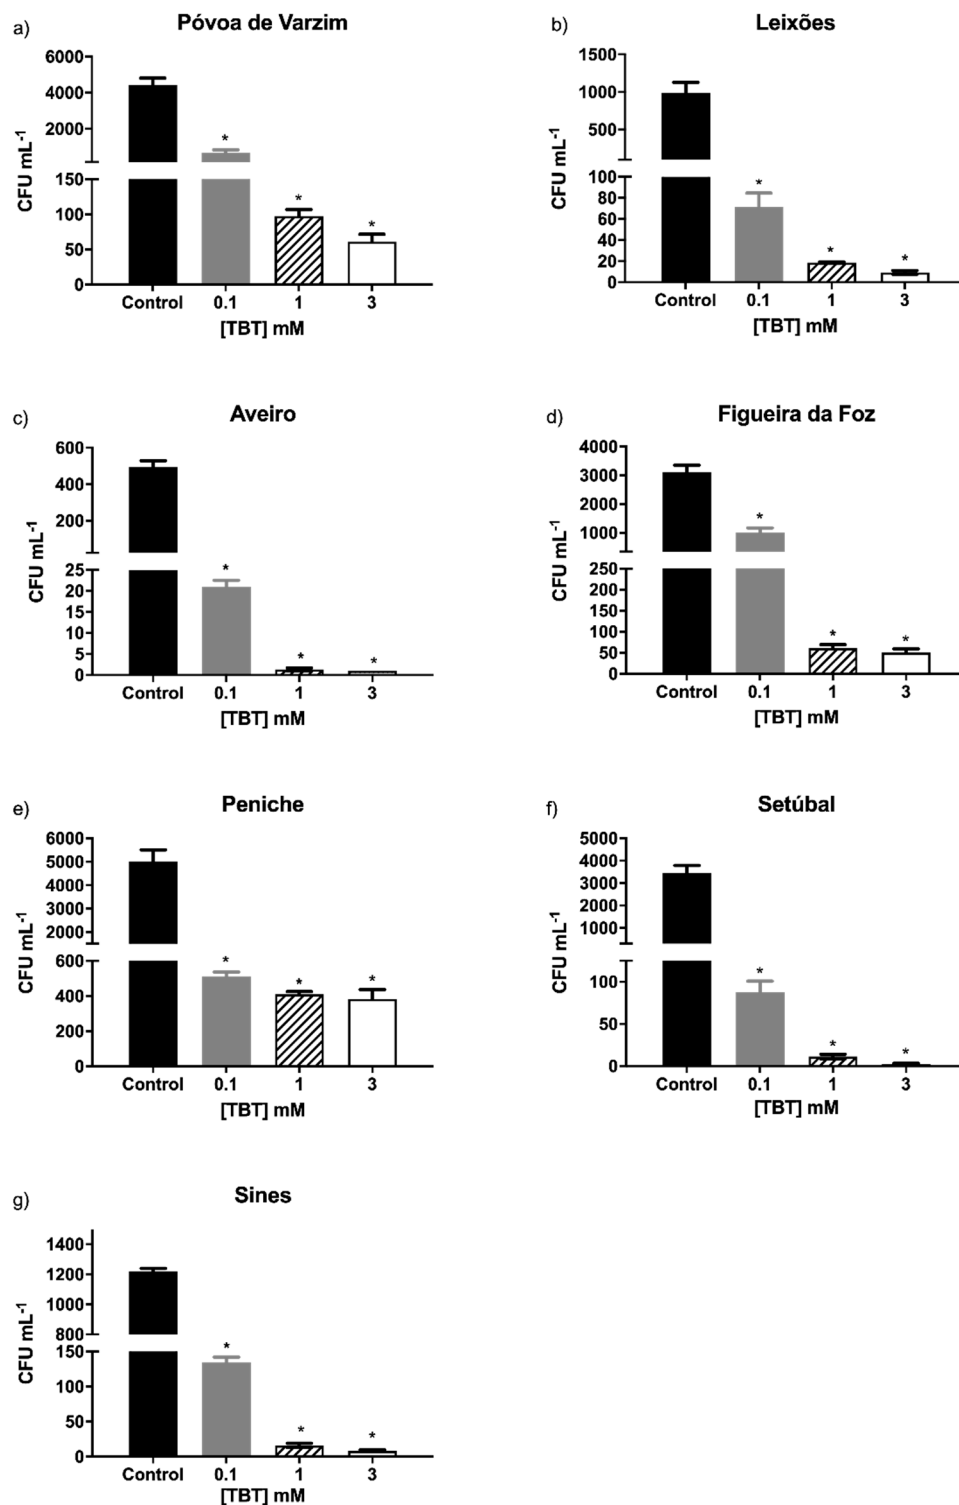 a)
Póvoa de Varzim
6000
4000
2000
150
100
50
0
CFU mL-1
*
*
*
Control 0.1 1 3
[TBT] mM
b)
Leixões
1500
1000
500
100
80
60
40
20
0
CFU mL-1
*
*
*
Control 0.1 1 3
[TBT] mM
c)
Aveiro
600
400
200
25
20
15
10
5
0
CFU mL-1
*
*
*
Control 0.1 1 3
[TBT] mM
d)
Figueira da Foz
4000
3000
2000
1000
250
200
150
100
50
0
CFU mL-1
*
*
*
Control 0.1 1 3
[TBT] mM
e)
Peniche
6000
5000
4000
3000
2000
600
400
200
0
CFU mL-1
*
*
*
Control 0.1 1 3
[TBT] mM
f)
Setúbal
5000
4000
3000
2000
1000
100
50
0
CFU mL-1
*
*
*
Control 0.1 1 3
[TBT] mM
g)
Sines
1400
1200
1000
800
150
100
50
0
CFU mL-1
*
*
*
Control 0.1 1 3
[TBT] mM